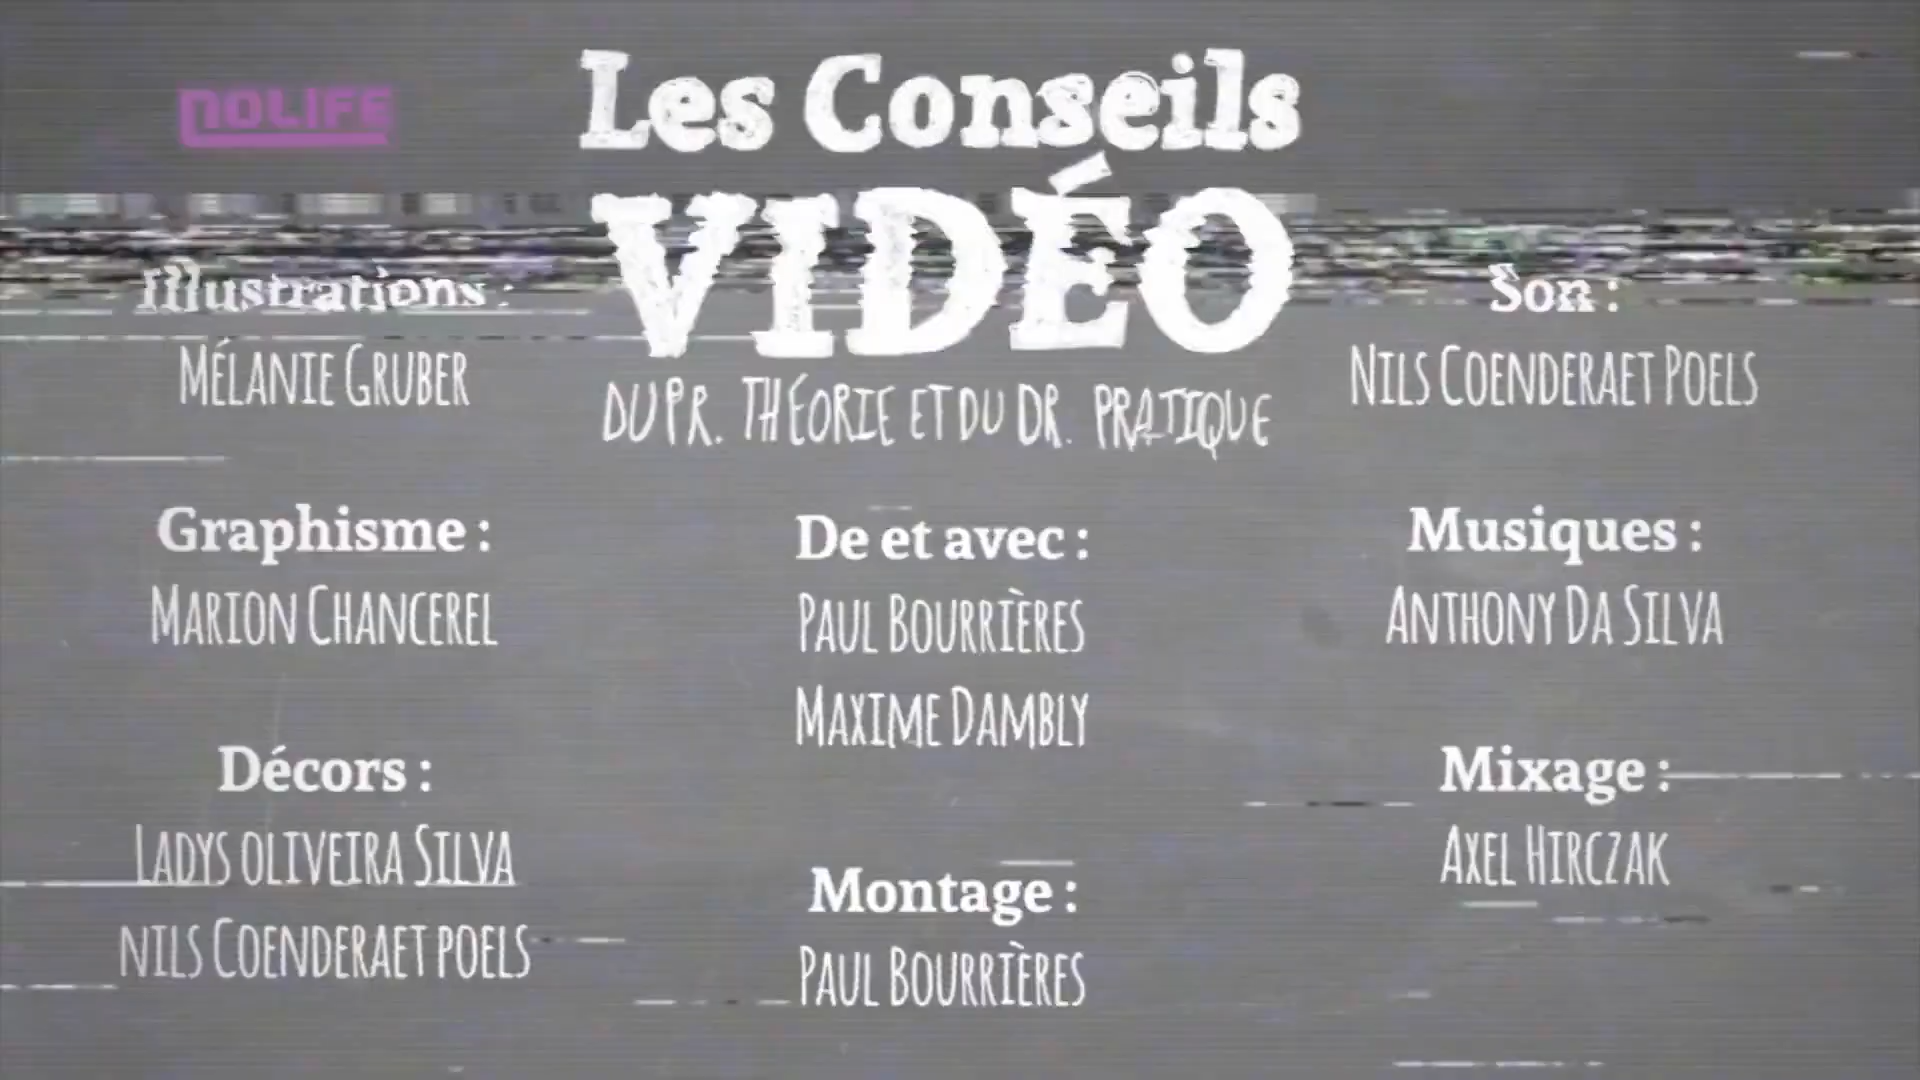 NOLIFE
Les Conseils
VIDÉO
DU PR. THÉORIE ET DU DR. PRATIQUE
Illustrations :
MÉLANIE GRUBER
Graphisme :
MARION CHANCEREL
Décors :
LADYS OLIVEIRA SILVA
NILS COENDERAET POELS
De et avec :
PAUL BOURRIÈRES
MAXIME DAMBLY
Montage :
PAUL BOURRIÈRES
Son :
NILS COENDERAET POELS
Musiques :
ANTHONY DA SILVA
Mixage :
AXEL HIRCZAK